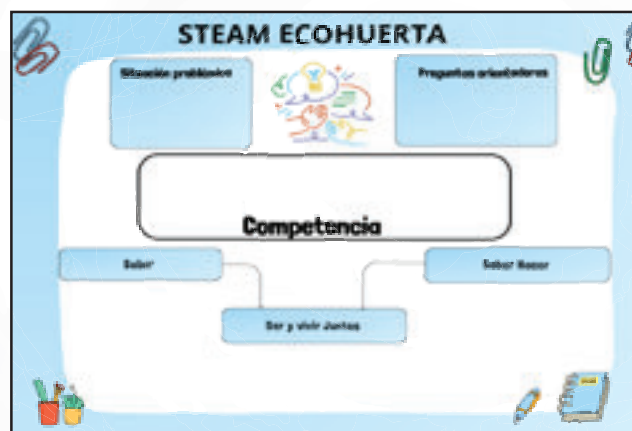 STEAM ECOHUERTA
Situación problémica
Preguntas orientadoras
Competencia
Saber
Saber Hacer
Ser y vivir Juntos